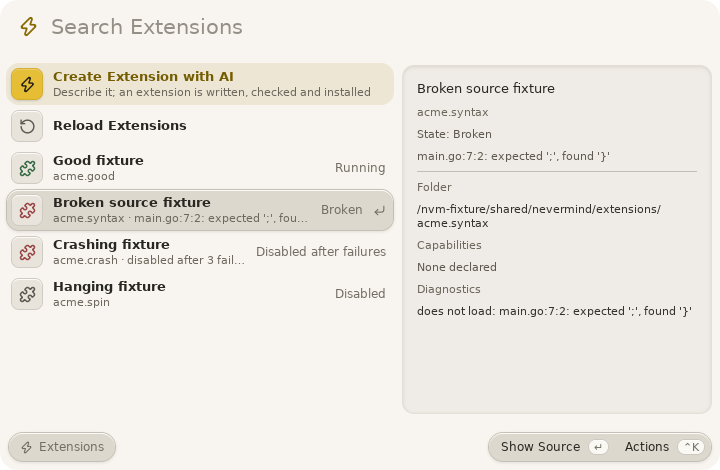 Search Extensions
Create Extension with AI
Describe it; an extension is written, checked and installed
Reload Extensions
Good fixture
acme.good
Running
Broken source fixture
acme.syntax · main.go:7:2: expected ';', fou...
Broken ↵
Crashing fixture
acme.crash · disabled after 3 fail...
Disabled after failures
Hanging fixture
acme.spin
Disabled
Broken source fixture
acme.syntax
State: Broken
main.go:7:2: expected ';', found '}'
Folder
/nvm-fixture/shared/nevermind/extensions/
acme.syntax
Capabilities
None declared
Diagnostics
does not load: main.go:7:2: expected ';', found '}'
Extensions
Show Source ↵ Actions ^K